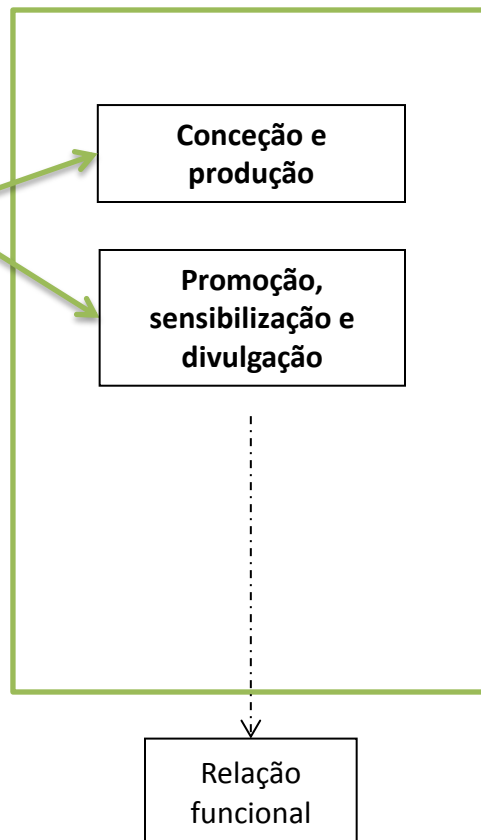 Conceção e
produção
Promoção,
sensibilização e
divulgação
Relação
funcional